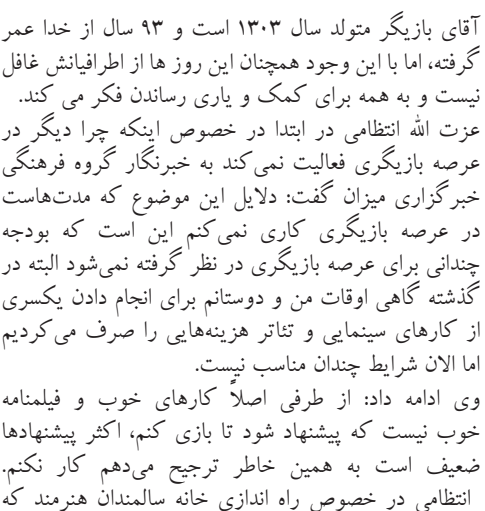 آقای بازیگر متولد سال ۱۳۰۳ است و ۹۳ سال از خدا عمر
گرفته، اما با این وجود همچنان این روز ها از اطرافیانش غافل
نیست و به همه برای کمک و یاری رساندن فکر می کند.
عزت الله انتظامی در ابتدا در خصوص اینکه چرا دیگر در
عرصه بازیگری فعالیت نمی‌کند به خبرنگار گروه فرهنگی
خبرگزاری میزان گفت: دلایل این موضوع که مدت‌هاست
در عرصه بازیگری کاری نمی‌کنم این است که بودجه
چندانی برای عرصه بازیگری در نظر گرفته نمی‌شود البته در
گذشته گاهی اوقات من و دوستانم برای انجام دادن یکسری
از کارهای سینمایی و تئاتر هزینه‌هایی را صرف می‌کردیم
اما الان شرایط چندان مناسب نیست.
وی ادامه داد: از طرفی اصلاً کارهای خوب و فیلمنامه
خوب نیست که پیشنهاد شود تا بازی کنم، اکثر پیشنهادها
ضعیف است به همین خاطر ترجیح می‌دهم کار نکنم.
انتظامی در خصوص راه اندازی خانه سالمندان هنرمند که